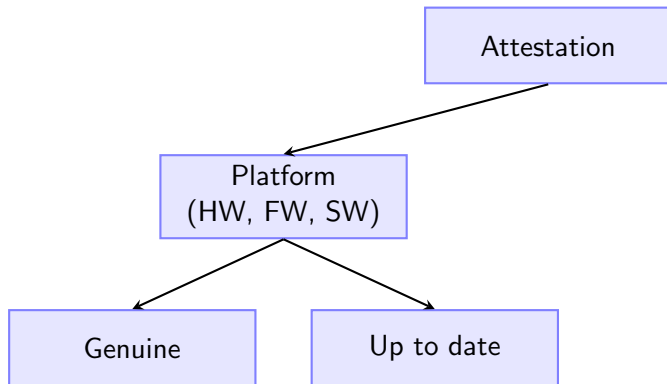 Attestation
Platform
(HW, FW, SW)
Genuine
Up to date